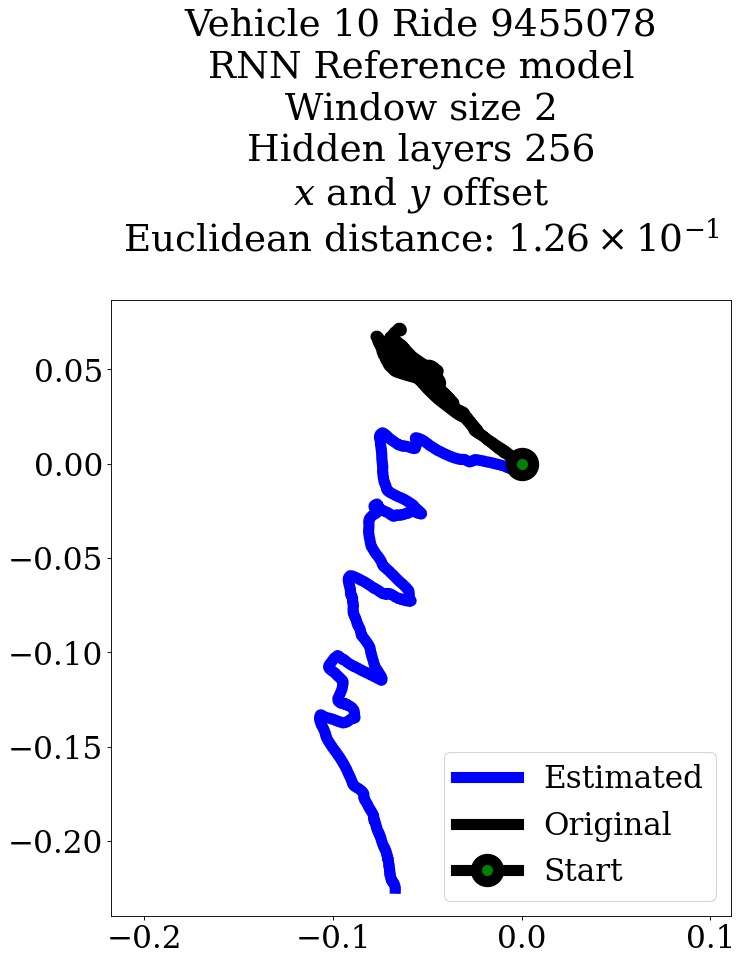 Vehicle 10 Ride 9455078
RNN Reference model
Window size 2
Hidden layers 256
x and y offset
Euclidean distance: 1.26 × 10⁻¹
0.05
0.00
−0.05
−0.10
−0.15
−0.20
Estimated
Original
Start
−0.2
−0.1
0.0
0.1